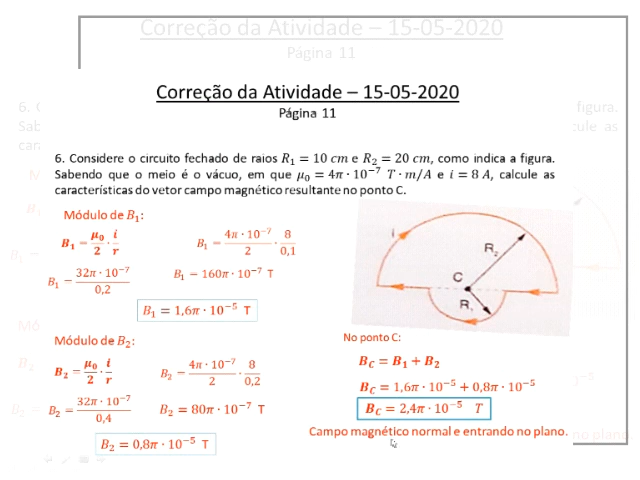 Correção da Atividade – 15-05-2020
Página 11
Correção da Atividade – 15-05-2020
Página 11
6. Considere o circuito fechado de raios R₁ = 10 cm e R₂ = 20 cm, como indica a figura.
Sabendo que o meio é o vácuo, em que μ₀ = 4π · 10⁻⁷ T · m/A e i = 8 A, calcule as
características do vetor campo magnético resultante no ponto C.
Módulo de B₁:
B₁ = μ₀/2 · i/r
B₁ = 4π · 10⁻⁷/2 · 8/0,1
B₁ = 32π · 10⁻⁷/0,2
B₁ = 160π · 10⁻⁷ T
B₁ = 1,6π · 10⁻⁵ T
Módulo de B₂:
B₂ = μ₀/2 · i/r
B₂ = 4π · 10⁻⁷/2 · 8/0,2
B₂ = 32π · 10⁻⁷/0,4
B₂ = 80π · 10⁻⁷ T
B₂ = 0,8π · 10⁻⁵ T
i
R₂
C
R₁
No ponto C:
B_C = B₁ + B₂
B_C = 1,6π · 10⁻⁵ + 0,8π · 10⁻⁵
B_C = 2,4π · 10⁻⁵ T
Campo magnético normal e entrando no plano.